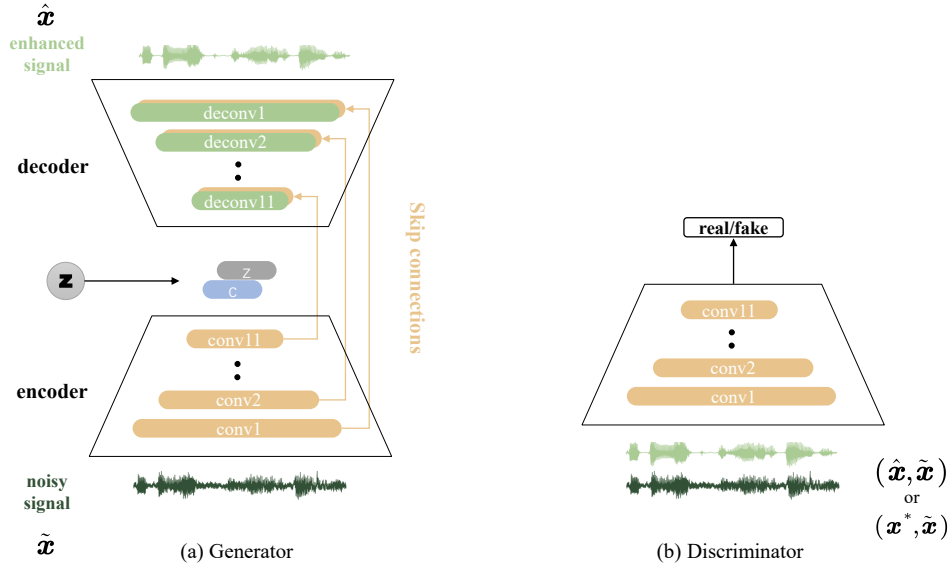 x̂
enhanced
signal
deconv1
deconv2
decoder
deconv11
Skip connections
z
z
c
conv11
encoder
conv2
conv1
noisy
signal
x̃
(a) Generator
real/fake
conv11
conv2
conv1
(x̂, x̃)
or
(x*, x̃)
(b) Discriminator